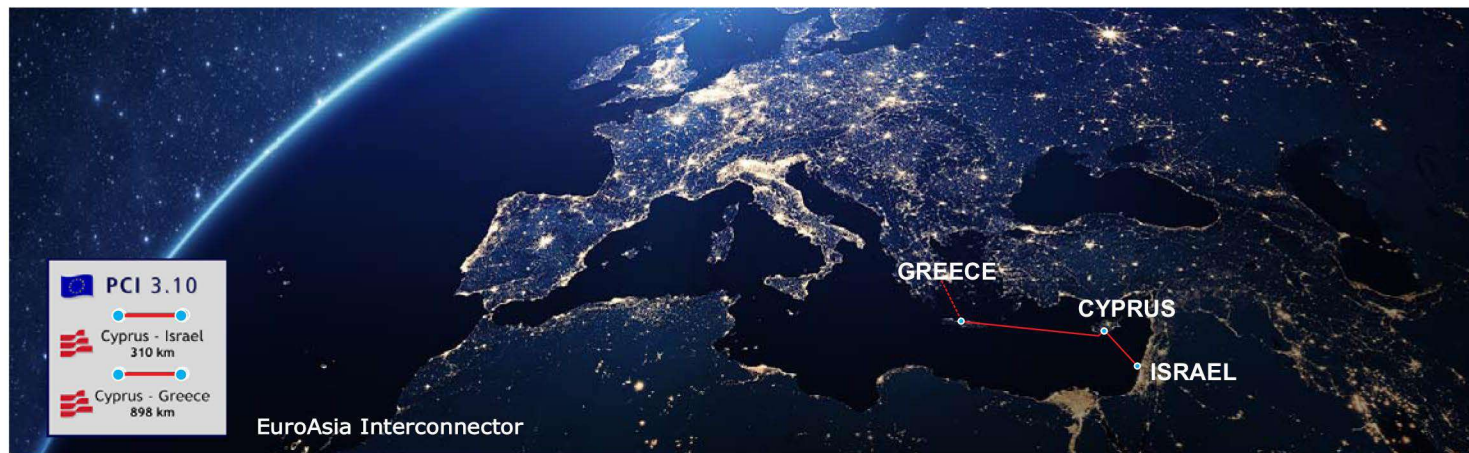 GREECE
CYPRUS
ISRAEL
PCI 3.10
Cyprus - Israel
310 km
Cyprus - Greece
898 km
EuroAsia Interconnector